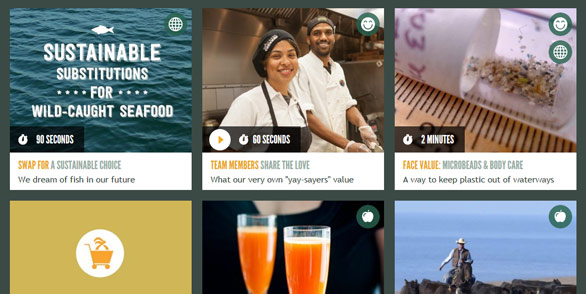 SUSTAINABLE
SUBSTITUTIONS
FOR
WILD-CAUGHT SEAFOOD
90 SECONDS
SWAP FOR A SUSTAINABLE CHOICE
We dream of fish in our future
60 SECONDS
TEAM MEMBERS SHARE THE LOVE
What our very own "yay-sayers" value
2 MINUTES
FACE VALUE: MICROBEADS & BODY CARE
A way to keep plastic out of waterways